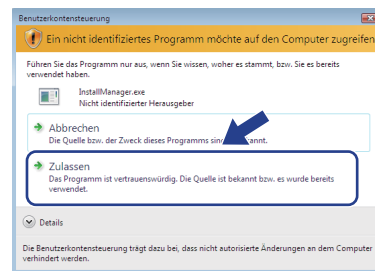 Benutzerkontensteuerung
Ein nicht identifiziertes Programm möchte auf den Computer zugreifen
Führen Sie das Programm nur aus, wenn Sie wissen, woher es stammt, bzw. Sie es bereits
verwendet haben.
InstallManager.exe
Nicht identifizierter Herausgeber
Abbrechen
Die Quelle bzw. der Zweck dieses Programms sind
Zulassen
Das Programm ist vertrauenswürdig. Die Quelle ist bekannt bzw. es wurde bereits
verwendet.
Details
Die Benutzerkontensteuerung trägt dazu bei, dass nicht autorisierte Änderungen an dem Computer
verhindert werden.